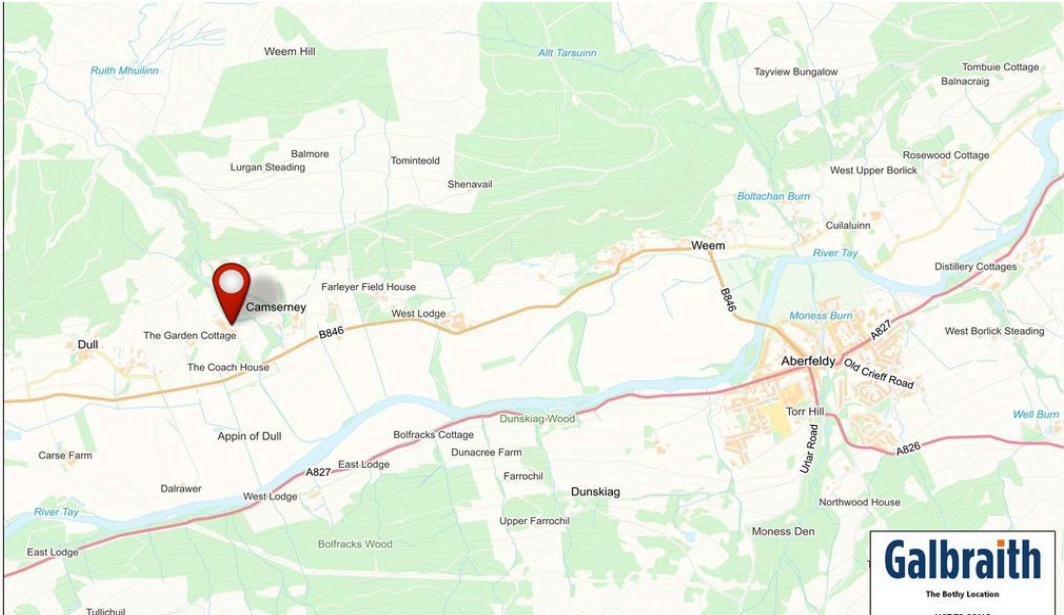 Weem Hill
Allt Tarsuinn
Tombuie Cottage
Ruith Mhuilinn
Tayview Bungalow
Balnacraig
Balmore
Rosewood Cottage
Lurgan Steading
Tominteold
West Upper Borlick
Shenavail
Boltachan Burn
Cuilaluinn
Weem
River Tay
Distillery Cottages
Farleyer Field House
B846
Camserney
West Lodge
Moness Burn
The Garden Cottage
B846
A827
West Borlick Steading
Dull
Aberfeldy
The Coach House
Old Crieff Road
Torr Hill
Well Burn
Dunskiag Wood
Appin of Dull
Bolfracks Cottage
Urlar Road
A826
Carse Farm
Dunacree Farm
East Lodge
A827
Farrochil
Dalrawer
West Lodge
Dunskiag
Northwood House
River Tay
Upper Farrochil
Moness Den
Bolfracks Wood
East Lodge
Galbraith
The Bothy Location
Tullichuil